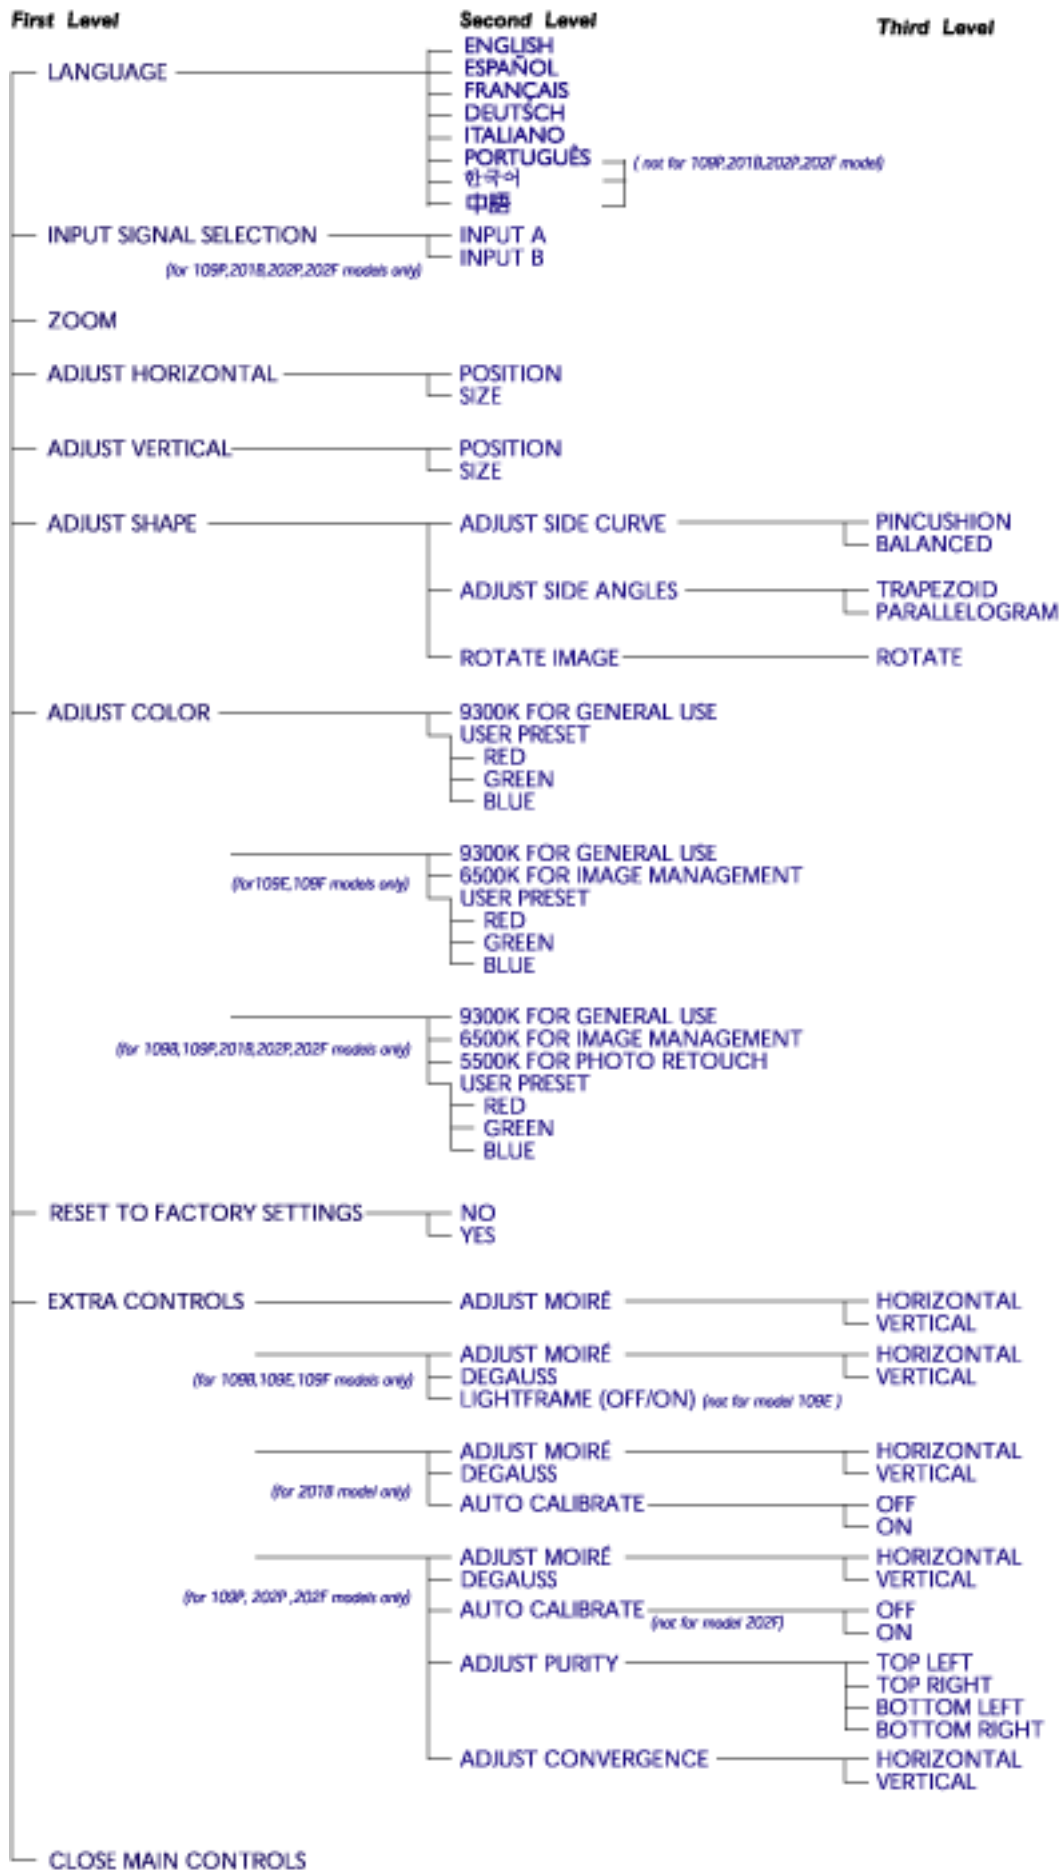 First Level Second Level Third Level
LANGUAGE
ENGLISH
ESPAÑOL
FRANÇAIS
DEUTSCH
ITALIANO
PORTUGUÊS ( not for 109P,201B,202P,202F model)
한국어
中語
INPUT SIGNAL SELECTION INPUT A
(for 109P,201B,202P,202F models only) INPUT B
ZOOM
ADJUST HORIZONTAL POSITION
SIZE
ADJUST VERTICAL POSITION
SIZE
ADJUST SHAPE ADJUST SIDE CURVE PINCUSHION
BALANCED
ADJUST SIDE ANGLES TRAPEZOID
PARALLELOGRAM
ROTATE IMAGE ROTATE
ADJUST COLOR 9300K FOR GENERAL USE
USER PRESET
RED
GREEN
BLUE
9300K FOR GENERAL USE
(for109E,109F models only) 6500K FOR IMAGE MANAGEMENT
USER PRESET
RED
GREEN
BLUE
9300K FOR GENERAL USE
6500K FOR IMAGE MANAGEMENT
(for 109B,109P,201B,202P,202F models only) 5500K FOR PHOTO RETOUCH
USER PRESET
RED
GREEN
BLUE
RESET TO FACTORY SETTINGS NO
YES
EXTRA CONTROLS ADJUST MOIRÉ HORIZONTAL
VERTICAL
ADJUST MOIRÉ HORIZONTAL
(for 109B,109E,109F models only) DEGAUSS VERTICAL
LIGHTFRAME (OFF/ON) (not for model 109E )
ADJUST MOIRÉ HORIZONTAL
DEGAUSS VERTICAL
(for 201B model only) AUTO CALIBRATE OFF
ON
ADJUST MOIRÉ HORIZONTAL
DEGAUSS VERTICAL
(for 109P, 202P ,202F models only) AUTO CALIBRATE (not for model 202F) OFF
ON
ADJUST PURITY TOP LEFT
TOP RIGHT
BOTTOM LEFT
BOTTOM RIGHT
ADJUST CONVERGENCE HORIZONTAL
VERTICAL
CLOSE MAIN CONTROLS